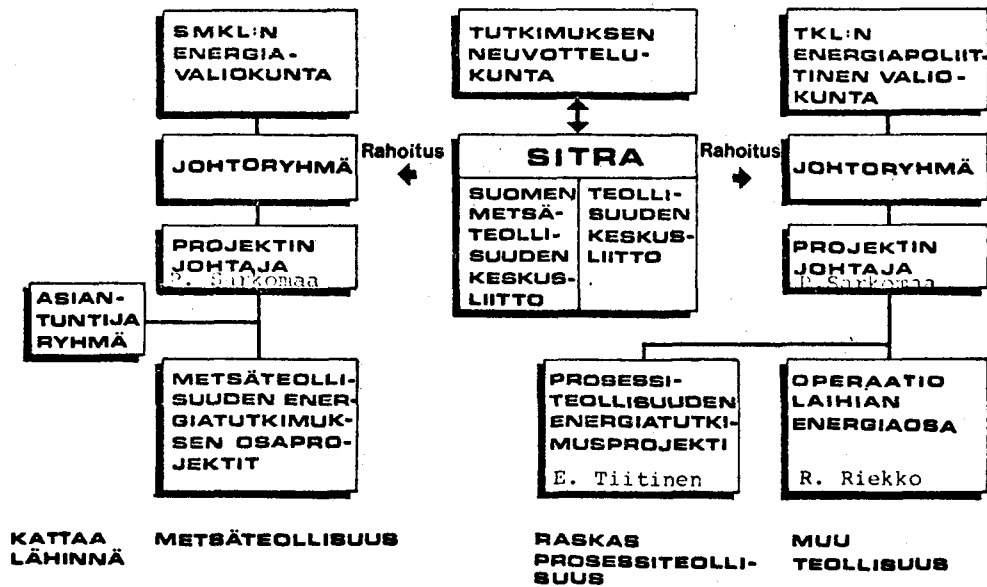 SMKL:N
ENERGIA-
VALIOKUNTA
TUTKIMUKSEN
NEUVOTTELU-
KUNTA
TKL:N
ENERGIAPOLIIT-
TINEN VALIO-
KUNTA
JOHTORYHMÄ
Rahoitus
SITRA
Rahoitus
JOHTORYHMÄ
SUOMEN
METSÄ-
TEOLLI-
SUUDEN
KESKUS-
LIITTO
TEOLLI-
SUUDEN
KESKUS-
LIITTO
PROJEKTIN
JOHTAJA
P. Sarkomaa
PROJEKTIN
JOHTAJA
P.Sarkomaa
ASIAN-
TUNTIJA
RYHMÄ
METSÄTEOLLI-
SUUDEN ENER-
GIATUTKIMUK-
SEN OSAPRO-
JEKTIT
PROSESSI-
TEOLLISUUDEN
ENERGIATUTKI-
MUSPROJEKTI
E. Tiitinen
OPERAATIO
LAIHIAN
ENERGIAOSA
R. Riekko
KATTAA
LÄHINNÄ
METSÄTEOLLISUUS
RASKAS
PROSESSITEOLLI-
SUUS
MUU
TEOLLISUUS